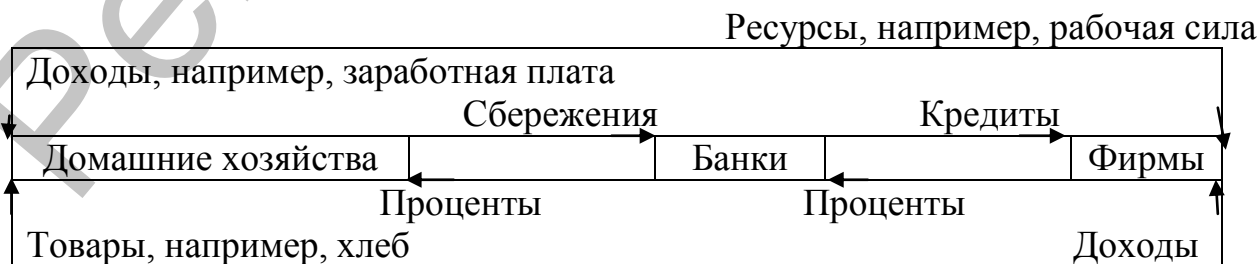 Ресурсы, например, рабочая сила
Доходы, например, заработная плата
Сбережения Кредиты
Домашние хозяйства Банки Фирмы
Проценты Проценты
Товары, например, хлеб Доходы